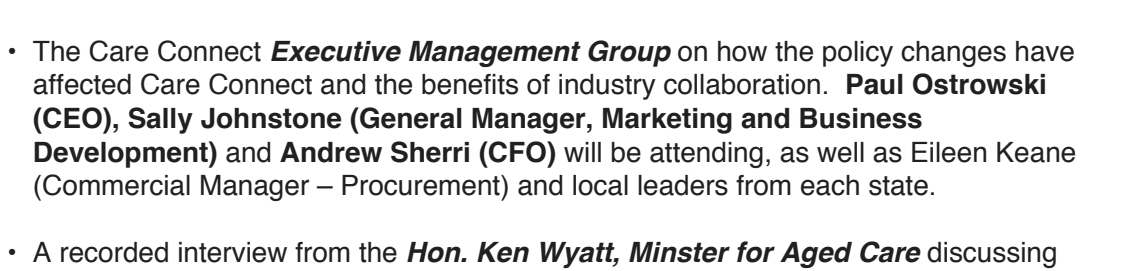 • The Care Connect Executive Management Group on how the policy changes have
affected Care Connect and the benefits of industry collaboration.  Paul Ostrowski
(CEO), Sally Johnstone (General Manager, Marketing and Business
Development) and Andrew Sherri (CFO) will be attending, as well as Eileen Keane
(Commercial Manager – Procurement) and local leaders from each state.
• A recorded interview from the Hon. Ken Wyatt, Minster for Aged Care discussing